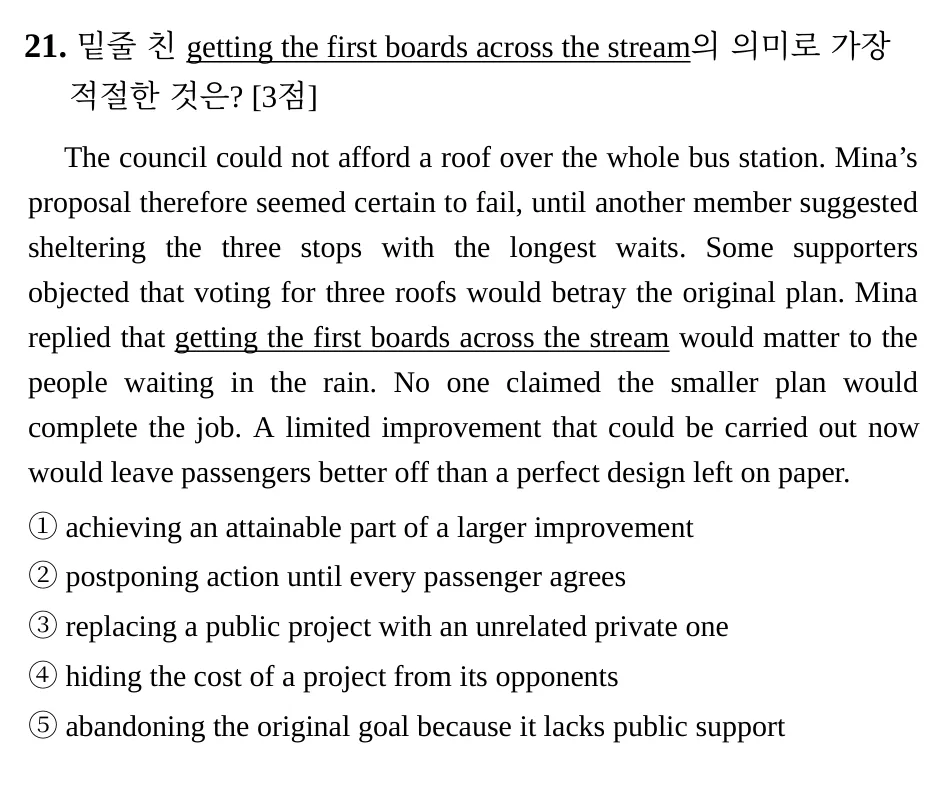 21. 밑줄 친 getting the first boards across the stream의 의미로 가장
적절한 것은? [3점]
The council could not afford a roof over the whole bus station. Mina’s
proposal therefore seemed certain to fail, until another member suggested
sheltering the three stops with the longest waits. Some supporters
objected that voting for three roofs would betray the original plan. Mina
replied that getting the first boards across the stream would matter to the
people waiting in the rain. No one claimed the smaller plan would
complete the job. A limited improvement that could be carried out now
would leave passengers better off than a perfect design left on paper.
① achieving an attainable part of a larger improvement
② postponing action until every passenger agrees
③ replacing a public project with an unrelated private one
④ hiding the cost of a project from its opponents
⑤ abandoning the original goal because it lacks public support